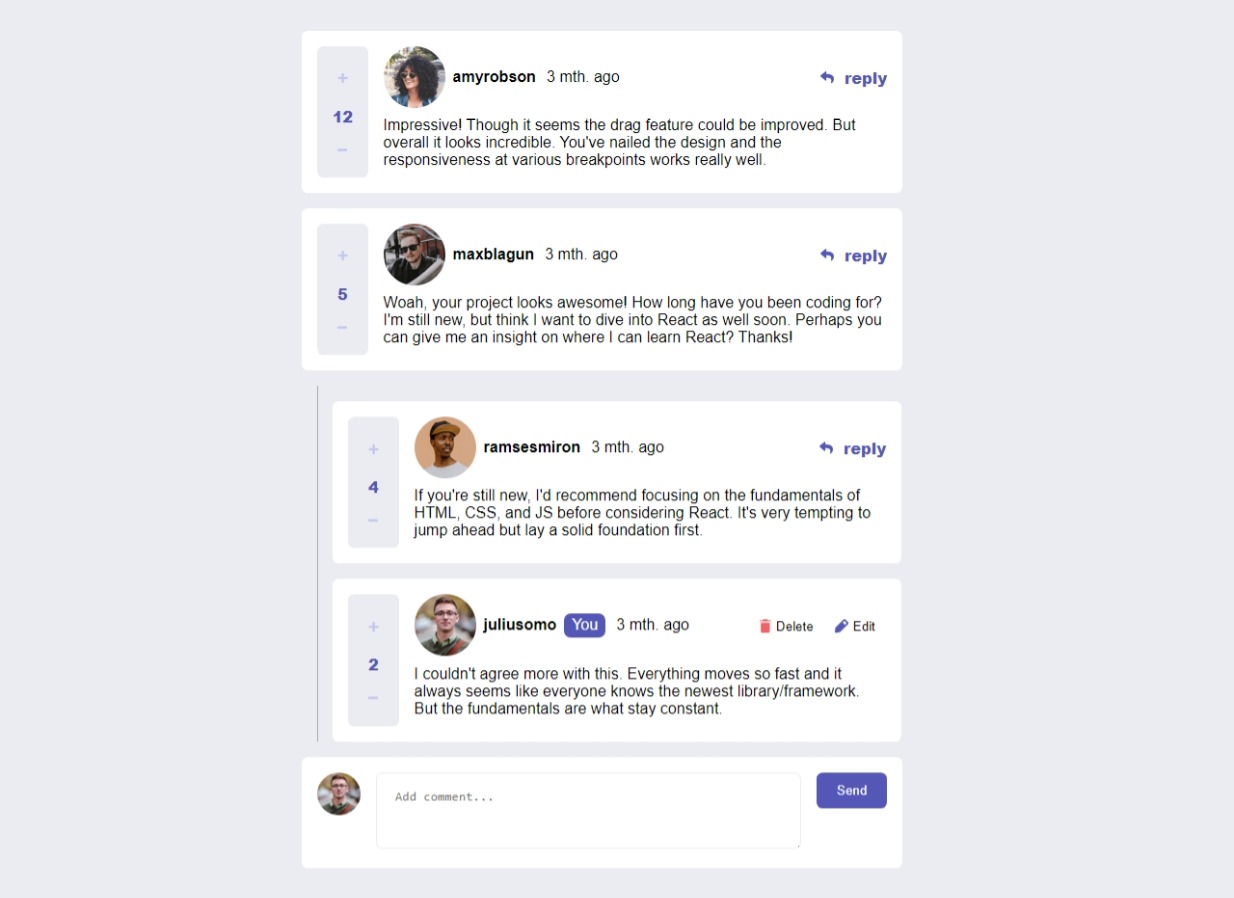 +
12
−
amyrobson 3 mth. ago reply
Impressive! Though it seems the drag feature could be improved. But
overall it looks incredible. You've nailed the design and the
responsiveness at various breakpoints works really well.
+
5
−
maxblagun 3 mth. ago reply
Woah, your project looks awesome! How long have you been coding for?
I'm still new, but think I want to dive into React as well soon. Perhaps you
can give me an insight on where I can learn React? Thanks!
+
4
−
ramsesmiron 3 mth. ago reply
If you're still new, I'd recommend focusing on the fundamentals of
HTML, CSS, and JS before considering React. It's very tempting to
jump ahead but lay a solid foundation first.
+
2
−
juliusomo You 3 mth. ago Delete Edit
I couldn't agree more with this. Everything moves so fast and it
always seems like everyone knows the newest library/framework.
But the fundamentals are what stay constant.
Add comment... Send